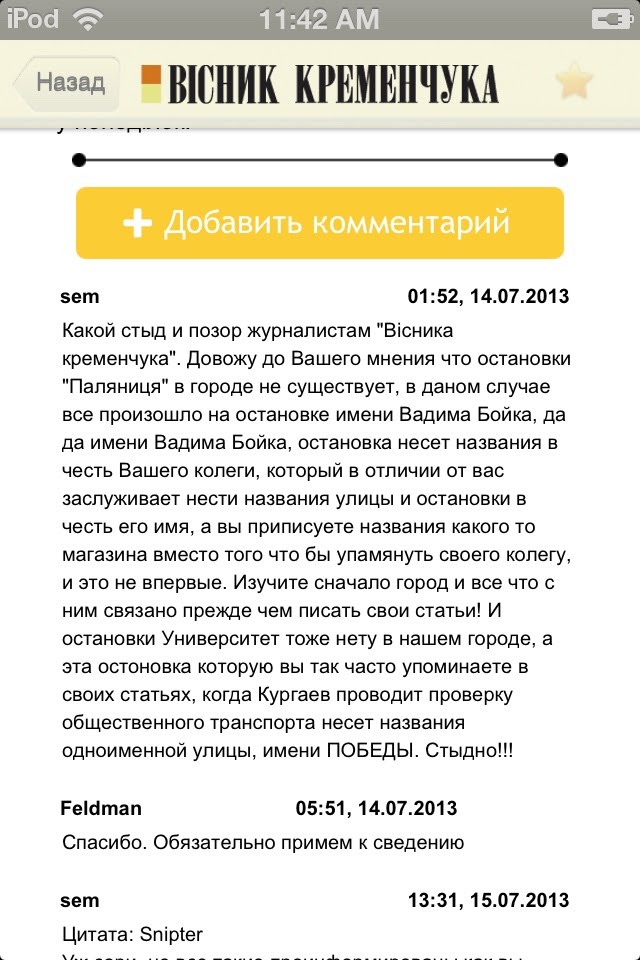 iPod 11:42 AM
Назад ВІСНИК КРЕМЕНЧУКА
Добавить комментарий
sem 01:52, 14.07.2013
Какой стыд и позор журналистам "Вісника
кременчука". Довожу до Вашего мнения что остановки
"Паляниця" в городе не существует, в даном случае
все произошло на остановке имени Вадима Бойка, да
да имени Вадима Бойка, остановка несет названия в
честь Вашего колеги, который в отличии от вас
заслуживает нести названия улицы и остановки в
честь его имя, а вы приписуете названия какого то
магазина вместо того что бы упамянуть своего колегу,
и это не впервые. Изучите сначало город и все что с
ним связано прежде чем писать свои статьи! И
остановки Университет тоже нету в нашем городе, а
эта остоновка которую вы так часто упоминаете в
своих статьях, когда Кургаев проводит проверку
общественного транспорта несет названия
одноименной улицы, имени ПОБЕДЫ. Стыдно!!!
Feldman 05:51, 14.07.2013
Спасибо. Обязательно примем к сведению
sem 13:31, 15.07.2013
Цитата: Snipter